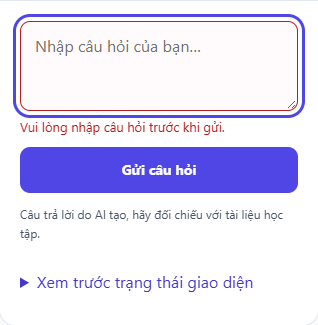 Nhập câu hỏi của bạn...
Vui lòng nhập câu hỏi trước khi gửi.
Gửi câu hỏi
Câu trả lời do AI tạo, hãy đối chiếu với tài liệu học
tập.
Xem trước trạng thái giao diện